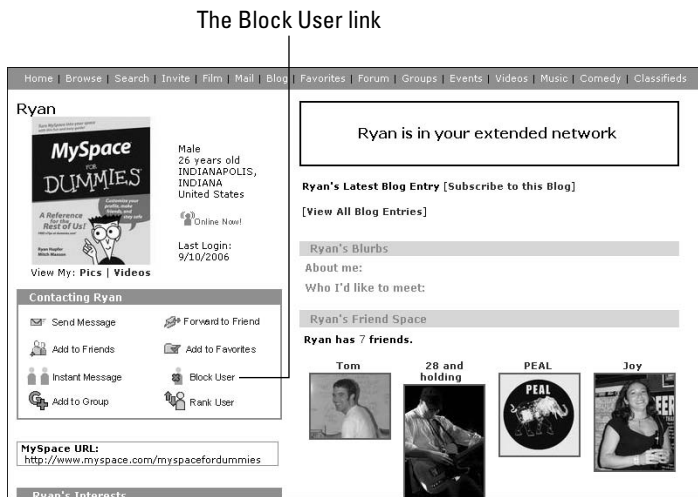 The Block User link
Home | Browse | Search | Invite | Film | Mail | Blog | Favorites | Forum | Groups | Events | Videos | Music | Comedy | Classifieds
Ryan
MySpace
FOR
DUMMIES
A Reference
for the
Rest of Us!
Ryan Hupfer
Mitch Maxson
Male
26 years old
INDIANAPOLIS,
INDIANA
United States
Online Now!
Last Login:
9/10/2006
View My: Pics | Videos
Contacting Ryan
Send Message
Forward to Friend
Add to Friends
Add to Favorites
Instant Message
Block User
Add to Group
Rank User
MySpace URL:
http://www.myspace.com/myspacefordummies
Ryan's Interests
Ryan is in your extended network
Ryan's Latest Blog Entry [Subscribe to this Blog]
[View All Blog Entries]
Ryan's Blurbs
About me:
Who I'd like to meet:
Ryan's Friend Space
Ryan has 7 friends.
Tom
28 and
holding
PEAL
Joy
PEAL